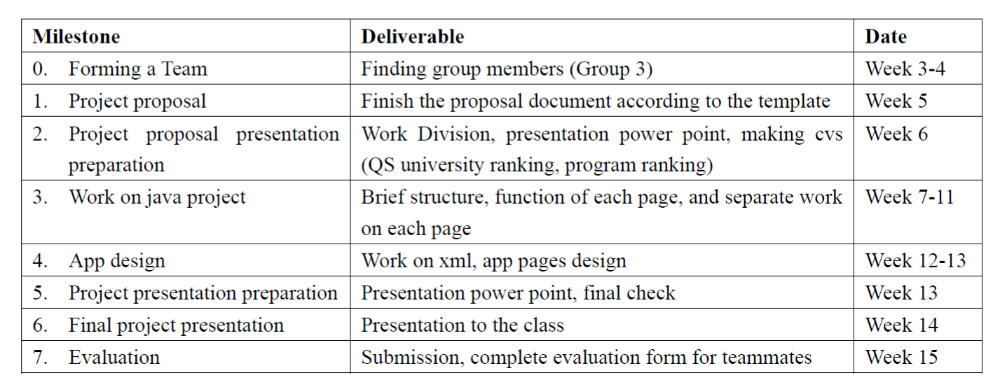 Milestone Deliverable Date
0. Forming a Team Finding group members (Group 3) Week 3-4
1. Project proposal Finish the proposal document according to the template Week 5
2. Project proposal presentation Work Division, presentation power point, making cvs Week 6
preparation (QS university ranking, program ranking)
3. Work on java project Brief structure, function of each page, and separate work Week 7-11
on each page
4. App design Work on xml, app pages design Week 12-13
5. Project presentation preparation Presentation power point, final check Week 13
6. Final project presentation Presentation to the class Week 14
7. Evaluation Submission, complete evaluation form for teammates Week 15